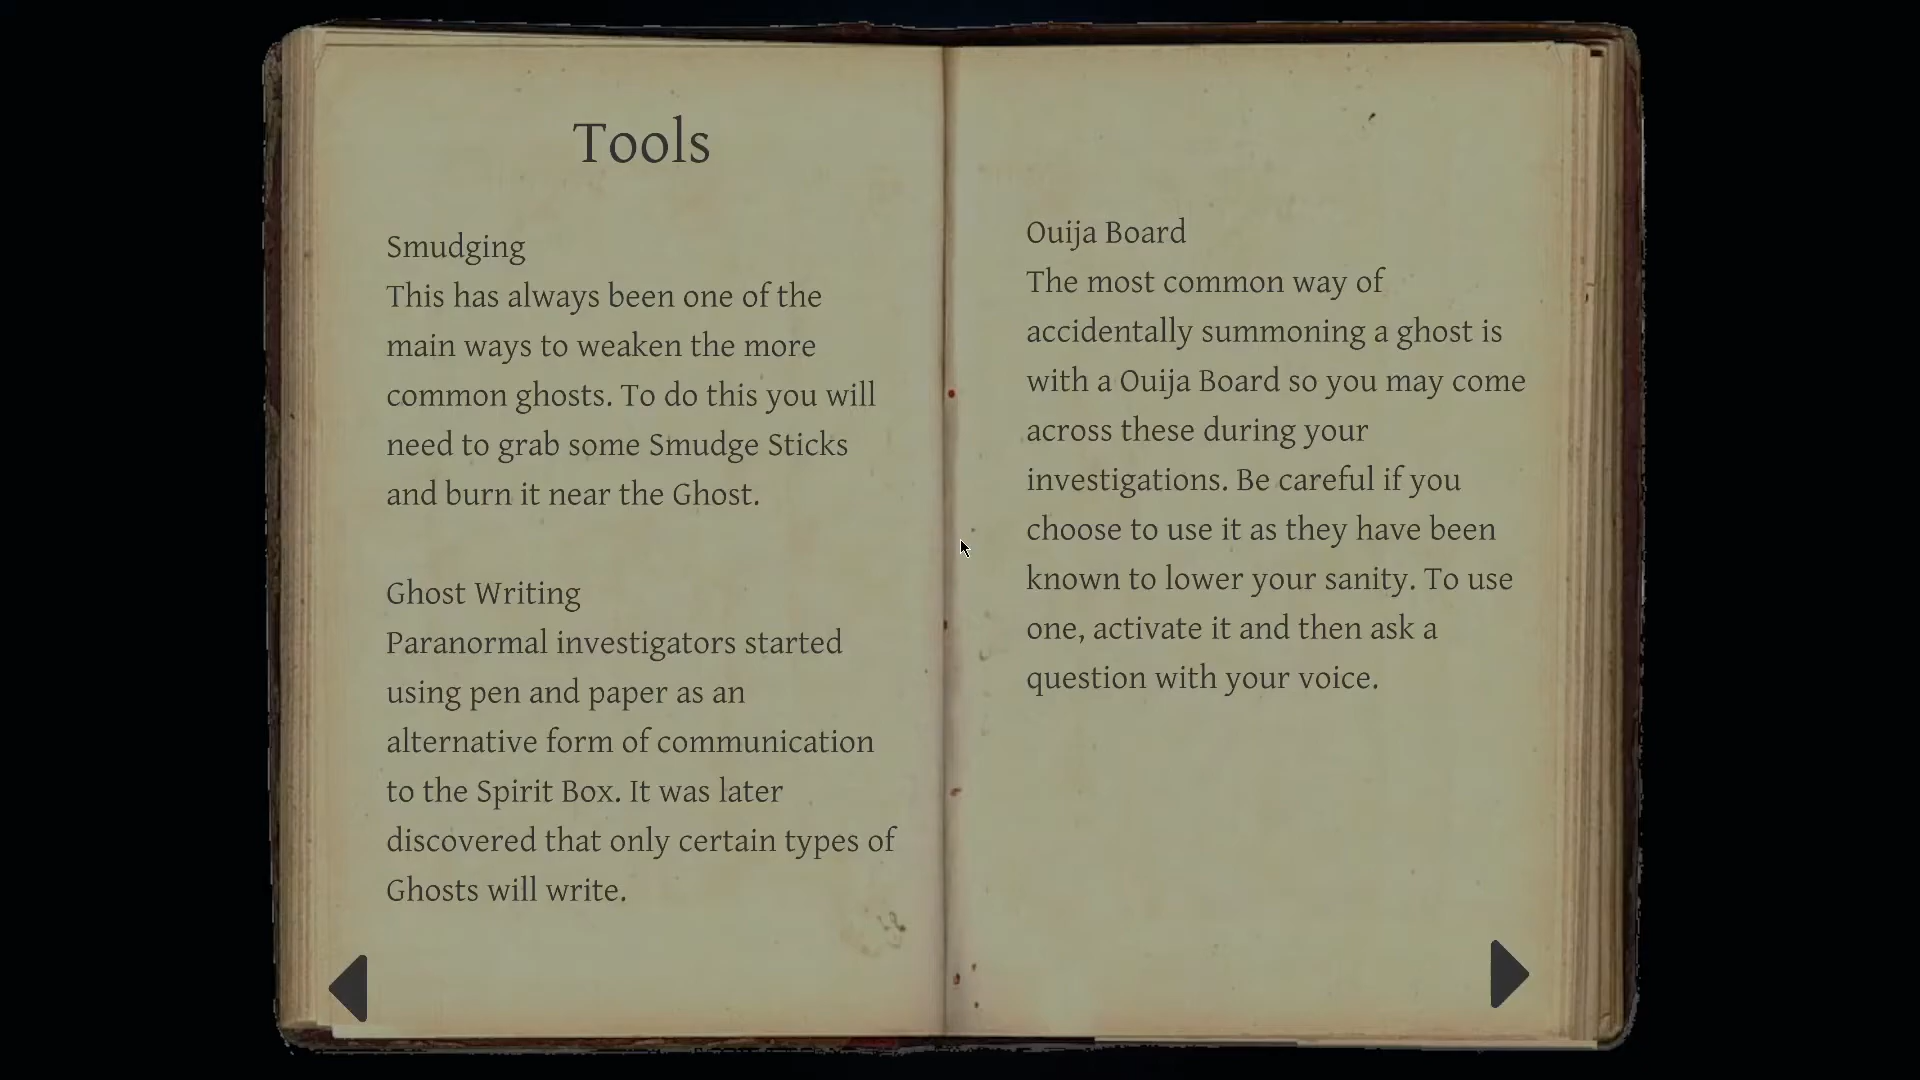 Tools
Smudging
This has always been one of the
main ways to weaken the more
common ghosts. To do this you will
need to grab some Smudge Sticks
and burn it near the Ghost.
Ghost Writing
Paranormal investigators started
using pen and paper as an
alternative form of communication
to the Spirit Box. It was later
discovered that only certain types of
Ghosts will write.
Ouija Board
The most common way of
accidentally summoning a ghost is
with a Ouija Board so you may come
across these during your
investigations. Be careful if you
choose to use it as they have been
known to lower your sanity. To use
one, activate it and then ask a
question with your voice.